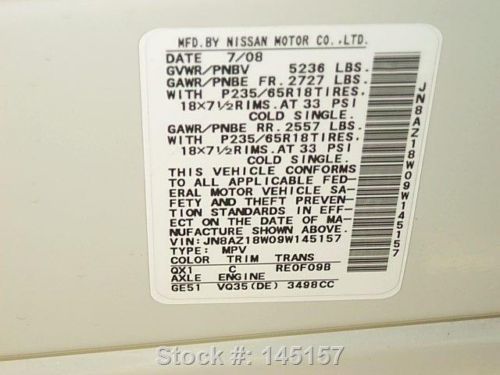 MFD.BY NISSAN MOTOR CO.,LTD.
DATE 7/08
GVWR/PNBV 5236 LBS.
GAWR/PNBE FR. 2727 LBS.
WITH P235/65R18TIRES.
18×7½RIMS.AT 33 PSI
COLD SINGLE.
GAWR/PNBE RR. 2557 LBS.
WITH P235/65R18TIRES.
18×7½RIMS.AT 33 PSI
COLD SINGLE.
THIS VEHICLE CONFORMS
TO ALL APPLICABLE FED-
ERAL MOTOR VEHICLE SA-
FETY AND THEFT PREVEN-
TION STANDARDS IN EFF-
ECT ON THE DATE OF MA-
NUFACTURE SHOWN ABOVE.
VIN:JN8AZ18W09W145157
TYPE: MPV
COLOR TRIM TRANS
QX1 C RE0F09B
AXLE ENGINE
GE51 VQ35(DE) 3498CC
JN8AZ18W09W145157
Stock #: 145157